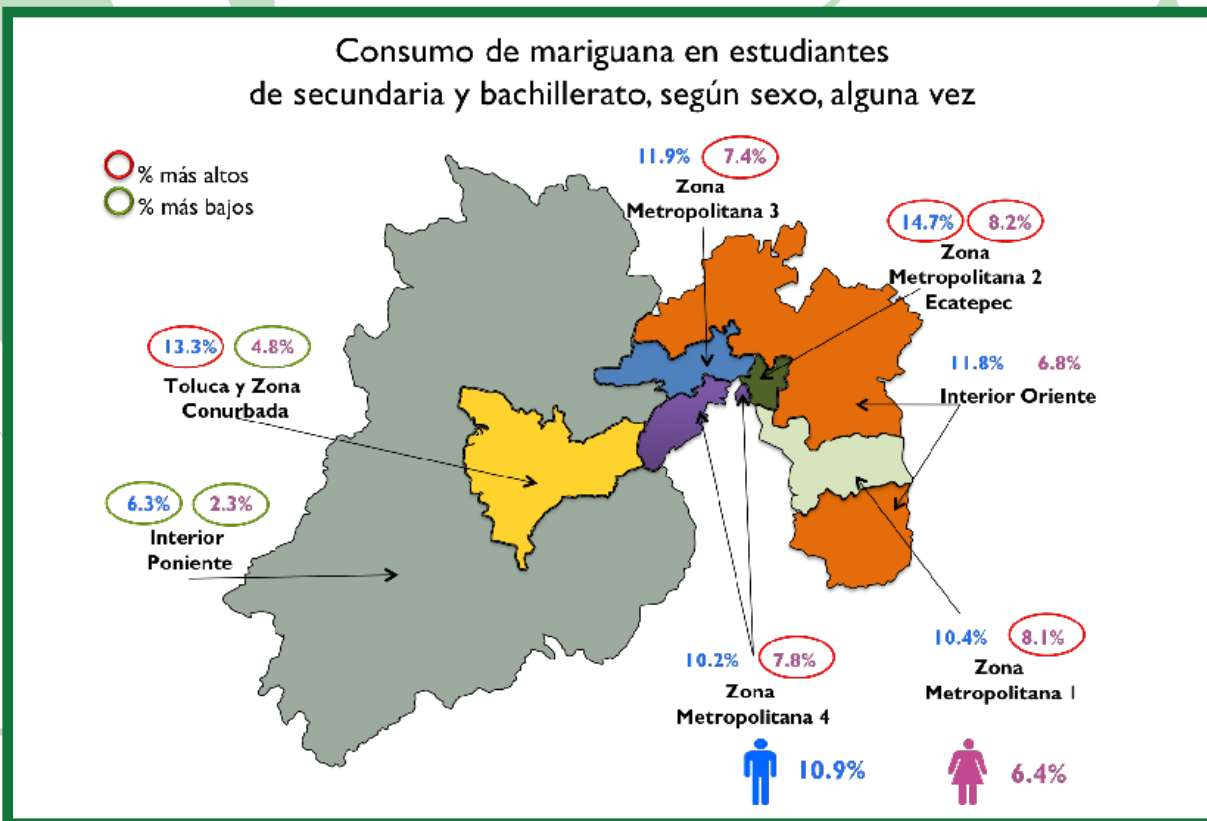 Consumo de mariguana en estudiantes
de secundaria y bachillerato, según sexo, alguna vez
% más altos
% más bajos
11.9% 7.4%
Zona
Metropolitana 3
14.7% 8.2%
Zona
Metropolitana 2
Ecatepec
13.3% 4.8%
Toluca y Zona
Conurbada
11.8% 6.8%
Interior Oriente
6.3% 2.3%
Interior
Poniente
10.2% 7.8%
Zona
Metropolitana 4
10.4% 8.1%
Zona
Metropolitana 1
10.9%
6.4%